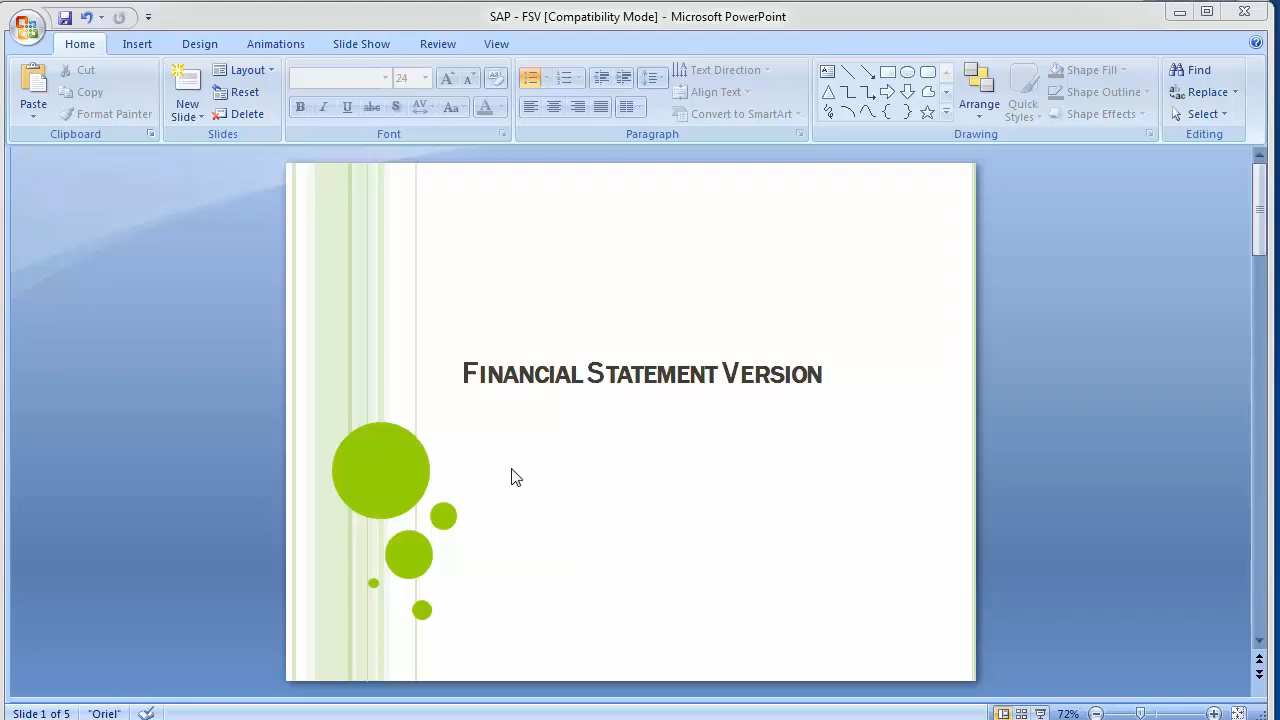 SAP - FSV [Compatibility Mode] - Microsoft PowerPoint
Home Insert Design Animations Slide Show Review View
Paste
Cut
Copy
Format Painter
Clipboard
New Slide
Layout
Reset
Delete
Slides
24
B I U abc S AV Aa A
Font
Text Direction
Align Text
Convert to SmartArt
Paragraph
Arrange
Quick Styles
Shape Fill
Shape Outline
Shape Effects
Drawing
Find
Replace
Select
Editing
FINANCIAL STATEMENT VERSION
Slide 1 of 5 "Oriel" 72%